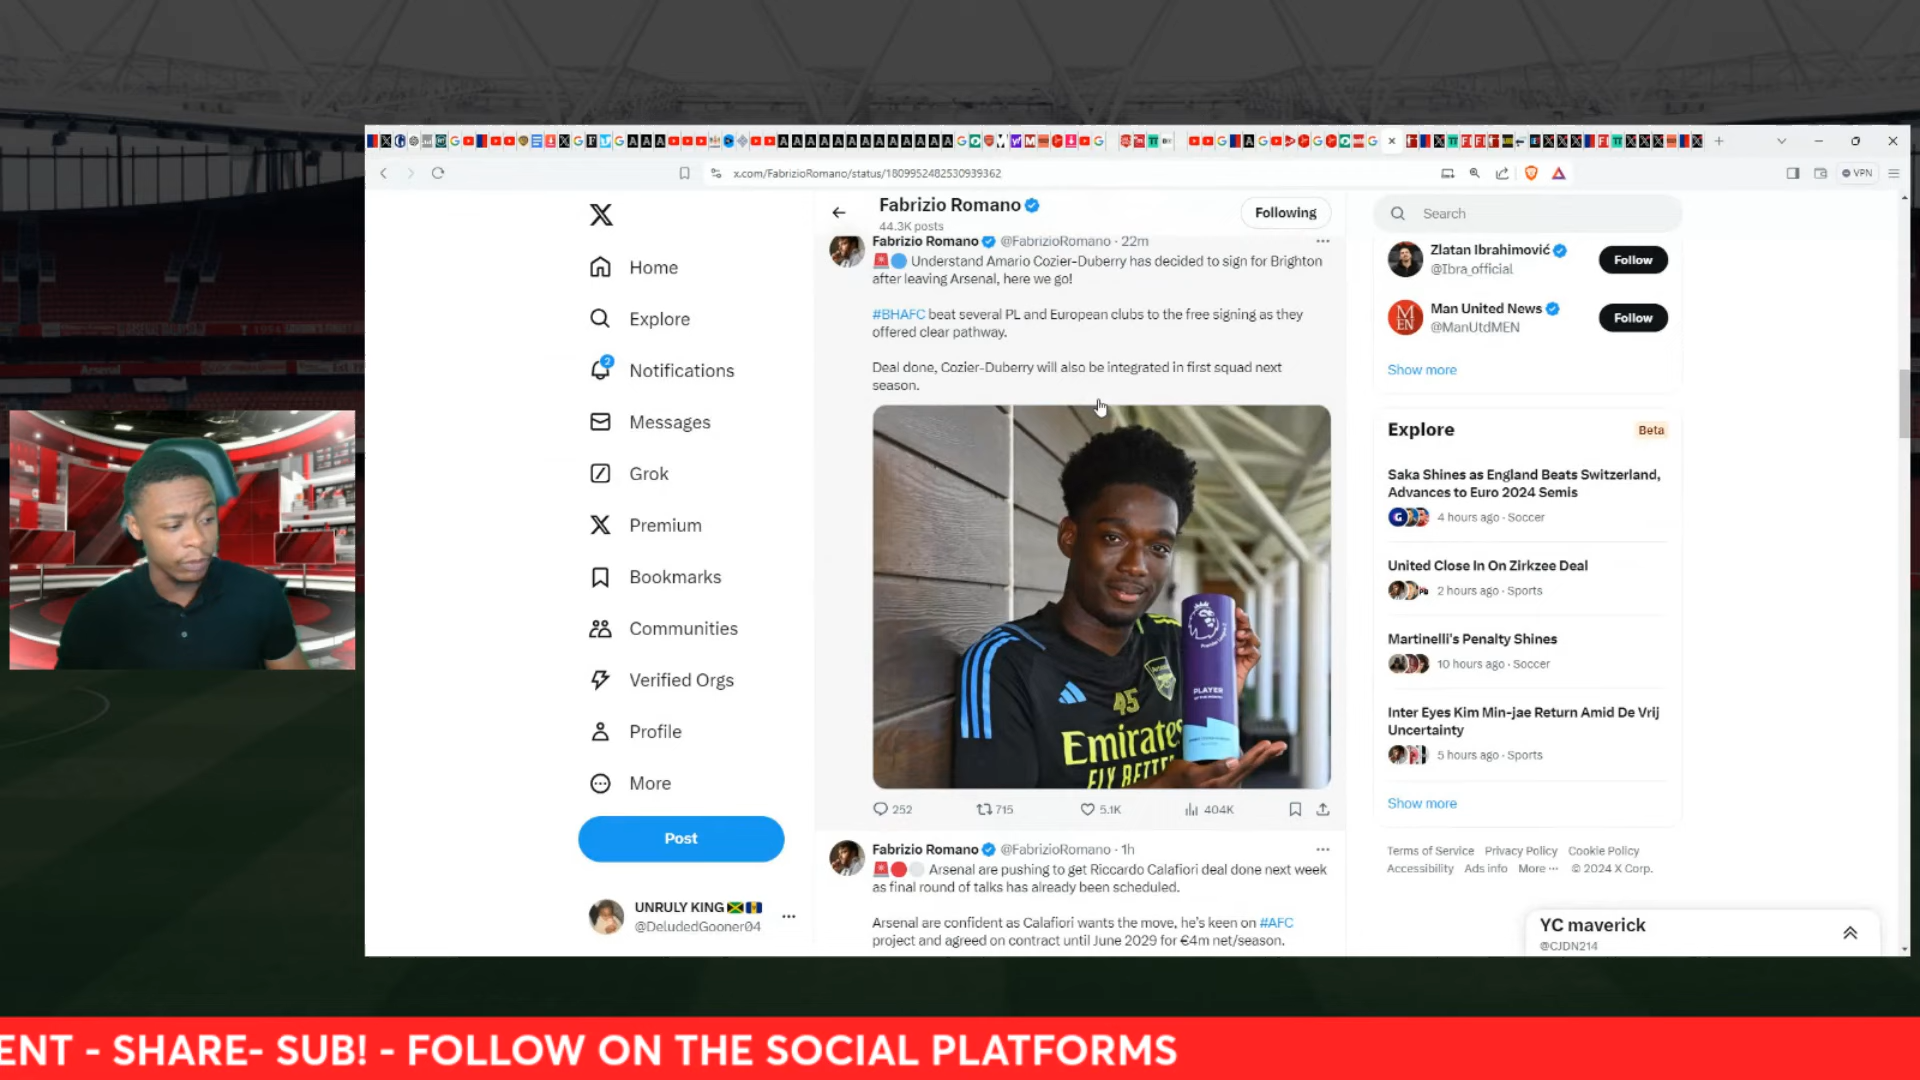 x.com/FabrizioRomano/status/1809952482530939362
VPN
Home
Explore
Notifications
2
Messages
Grok
Premium
Bookmarks
Communities
Verified Orgs
Profile
More
Post
UNRULY KING
@DeludedGooner04
Fabrizio Romano
44.3K posts
Following
Fabrizio Romano @FabrizioRomano · 22m
Understand Amario Cozier-Duberry has decided to sign for Brighton
after leaving Arsenal, here we go!
#BHAFC beat several PL and European clubs to the free signing as they
offered clear pathway.
Deal done, Cozier-Duberry will also be integrated in first squad next
season.
45
Emirates
FLY BETTER
PLAYER
252
715
5.1K
404K
Fabrizio Romano @FabrizioRomano · 1h
Arsenal are pushing to get Riccardo Calafiori deal done next week
as final round of talks has already been scheduled.
Arsenal are confident as Calafiori wants the move, he's keen on #AFC
project and agreed on contract until June 2029 for €4m net/season.
Search
Zlatan Ibrahimović
@Ibra_official
Follow
Man United News
@ManUtdMEN
Follow
Show more
Explore
Beta
Saka Shines as England Beats Switzerland,
Advances to Euro 2024 Semis
4 hours ago · Soccer
United Close In On Zirkzee Deal
2 hours ago · Sports
Martinelli's Penalty Shines
10 hours ago · Soccer
Inter Eyes Kim Min-jae Return Amid De Vrij
Uncertainty
5 hours ago · Sports
Show more
Terms of Service Privacy Policy Cookie Policy
Accessibility Ads info More ··· © 2024 X Corp.
YC maverick
@CJDN214
Arsenal
ENT - SHARE- SUB! - FOLLOW ON THE SOCIAL PLATFORMS